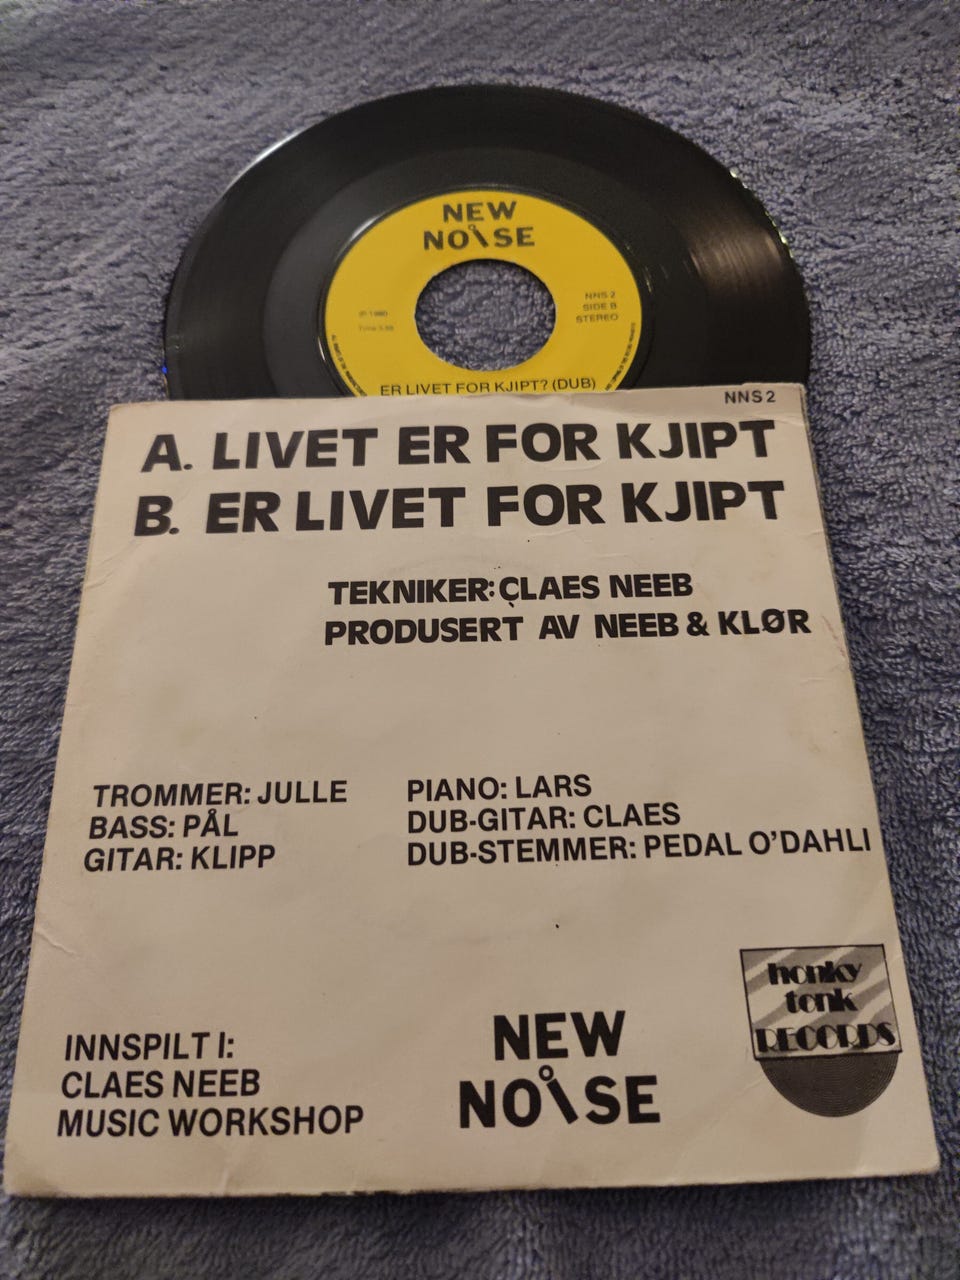 NEW
NOISE
℗ 1980
NNS 2
SIDE B
STEREO
ER LIVET FOR KJIPT? (DUB)
NNS 2
A. LIVET ER FOR KJIPT
B. ER LIVET FOR KJIPT
TEKNIKER: CLAES NEEB
PRODUSERT AV NEEB & KLØR
TROMMER: JULLE
BASS: PÅL
GITAR: KLIPP
PIANO: LARS
DUB-GITAR: CLAES
DUB-STEMMER: PEDAL O'DAHLI
INNSPILT I:
CLAES NEEB
MUSIC WORKSHOP
NEW
NOISE
honky
tonk
RECORDS